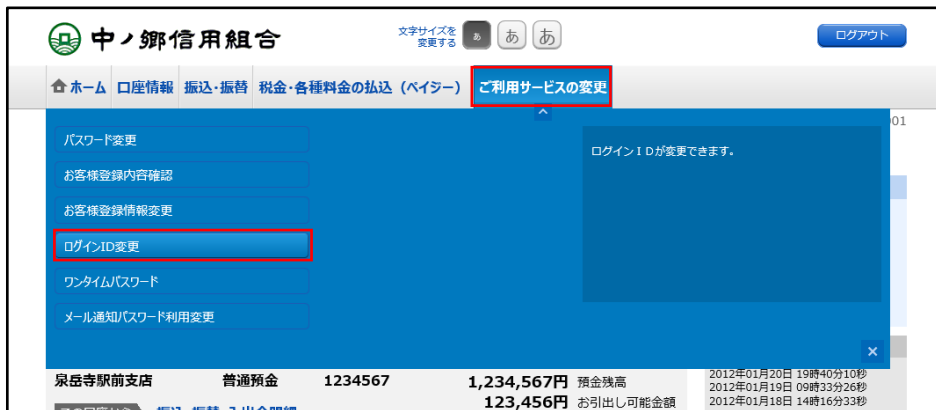 中ノ郷信用組合
文字サイズを
変更する
あ あ あ
ログアウト
ホーム 口座情報 振込・振替 税金・各種料金の払込（ペイジー） ご利用サービスの変更
01
パスワード変更
ログインＩＤが変更できます。
お客様登録内容確認
お客様登録情報変更
ログインID変更
ワンタイムパスワード
メール通知パスワード利用変更
泉岳寺駅前支店 普通預金 1234567 1,234,567円 預金残高
123,456円 お引出し可能金額
2012年01月20日 19時40分10秒
2012年01月19日 09時33分26秒
2012年01月18日 14時16分33秒